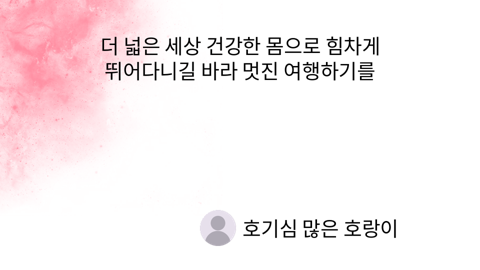 더 넓은 세상 건강한 몸으로 힘차게
뛰어다니길 바라 멋진 여행하기를
호기심 많은 호랑이